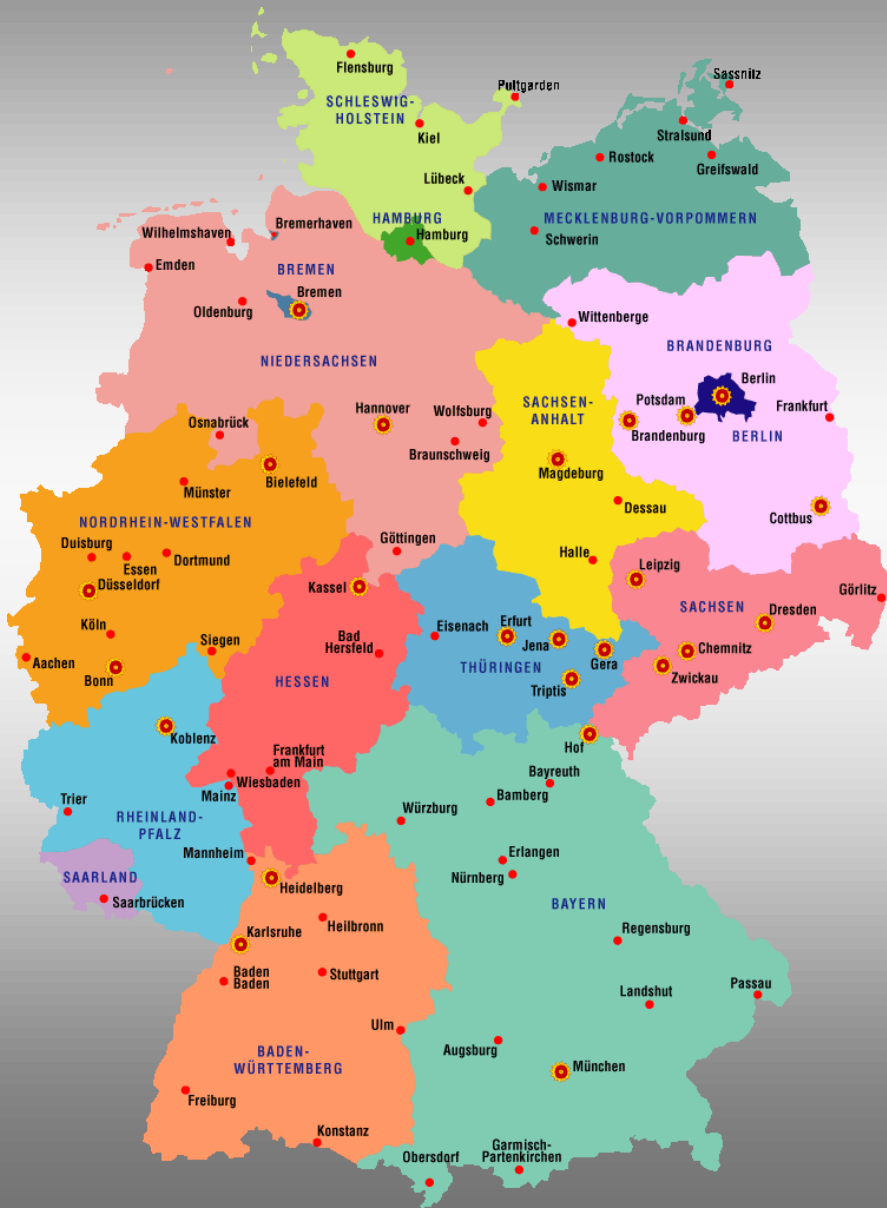 Flensburg
Puttgarden
Sassnilz
SCHLESWIG-
HOLSTEIN
Kiel
Stralsund
Rostock
Greifswald
Lübeck
Wismar
HAMBURG
MECKLENBURG-VORPOMMERN
Wilhelmshaven
Bremerhaven
Hamburg
Schwerin
Emden
BREMEN
Bremen
Oldenburg
Wittenberge
NIEDERSACHSEN
BRANDENBURG
Berlin
SACHSEN-
ANHALT
Potsdam
Frankfurt
Hannover
Wolfsburg
Osnabrück
Brandenburg
BERLIN
Braunschweig
Bielefeld
Magdeburg
Münster
Dessau
Cottbus
NORDRHEIN-WESTFALEN
Göttingen
Duisburg
Essen
Dortmund
Halle
Leipzig
Düsseldorf
Kassel
Görlitz
SACHSEN
Dresden
Köln
Eisenach
Erfurt
Jena
Siegen
Bad
Hersfeld
Chemnitz
Aachen
Gera
THÜRINGEN
Zwickau
Bonn
HESSEN
Triptis
Koblenz
Hof
Frankfurt
am Main
Wiesbaden
Bayreuth
Mainz
Bamberg
Trier
Würzburg
RHEINLAND-
PFALZ
Mannheim
Erlangen
SAARLAND
Nürnberg
Heidelberg
Saarbrücken
BAYERN
Heilbronn
Karlsruhe
Regensburg
Baden
Baden
Stuttgart
Passau
Landshut
Ulm
Augsburg
BADEN-
WÜRTTEMBERG
München
Freiburg
Konstanz
Obersdorf
Garmisch-
Partenkirchen